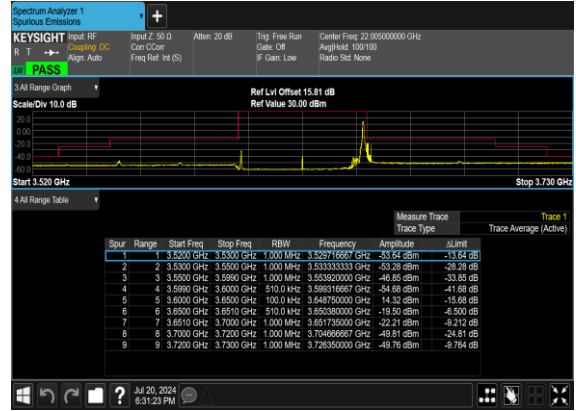 Spectrum Analyzer 1
Spurious Emissions
KEYSIGHT Input: RF Input Z: 50 Ω Atten: 20 dB Trig: Free Run Center Freq: 22.005000000 GHz
R T Coupling: DC Corr CCorr Gate: Off Avg|Hold: 100/100
Align: Auto Freq Ref: Int (S) IF Gain: Low Radio Std: None
PASS
3 All Range Graph
Ref Lvl Offset 15.81 dB
Scale/Div 10.0 dB Ref Value 30.00 dBm
20.0
0.00
-20.0
-40.0
-60.0
Start 3.520 GHz Stop 3.730 GHz
4 All Range Table
Measure Trace Trace 1
Trace Type Trace Average (Active)
Spur Range Start Freq Stop Freq RBW Frequency Amplitude ΔLimit
1 1 3.5200 GHz 3.5300 GHz 1.000 MHz 3.529716667 GHz -53.64 dBm -13.64 dB
2 2 3.5300 GHz 3.5500 GHz 1.000 MHz 3.533333333 GHz -53.28 dBm -28.28 dB
3 3 3.5500 GHz 3.5990 GHz 1.000 MHz 3.553920000 GHz -46.85 dBm -33.85 dB
4 4 3.5990 GHz 3.6000 GHz 510.0 kHz 3.599316667 GHz -54.68 dBm -41.68 dB
5 5 3.6000 GHz 3.6500 GHz 100.0 kHz 3.648750000 GHz 14.32 dBm -15.68 dB
6 6 3.6500 GHz 3.6510 GHz 510.0 kHz 3.650380000 GHz -19.50 dBm -6.500 dB
7 7 3.6510 GHz 3.7000 GHz 1.000 MHz 3.651735000 GHz -22.21 dBm -9.212 dB
8 8 3.7000 GHz 3.7200 GHz 1.000 MHz 3.704666667 GHz -49.81 dBm -24.81 dB
9 9 3.7200 GHz 3.7300 GHz 1.000 MHz 3.726350000 GHz -49.76 dBm -9.764 dB
? Jul 20, 2024
6:31:23 PM